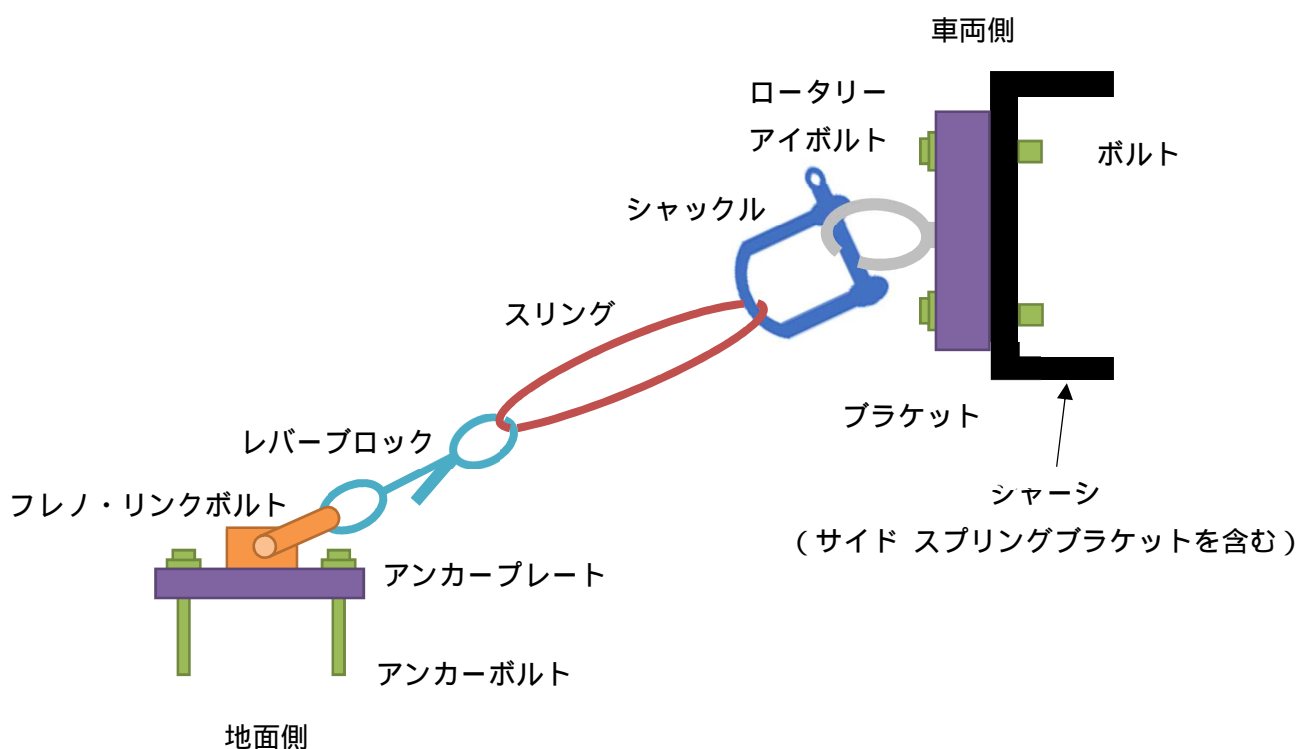 車両側
ロータリー
アイボルト
ボルト
シャックル
スリング
ブラケット
レバーブロック
シャーシ
フレノ・リンクボルト
（サイド スプリングブラケットを含む）
アンカープレート
アンカーボルト
地面側